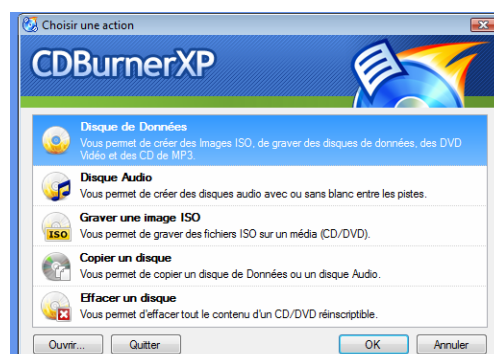 Choisir une action
CDBurnerXP
Disque de Données
Vous permet de créer des Images ISO, de graver des disques de données, des DVD
Vidéo et des CD de MP3.
Disque Audio
Vous permet de créer des disques audio avec ou sans blanc entre les pistes.
Graver une image ISO
Vous permet de graver des fichiers ISO sur un média (CD/DVD).
ISO
Copier un disque
Vous permet de copier un disque de Données ou un disque Audio.
Effacer un disque
Vous permet d'effacer tout le contenu d'un CD/DVD réinscriptible.
Ouvrir... Quitter OK Annuler